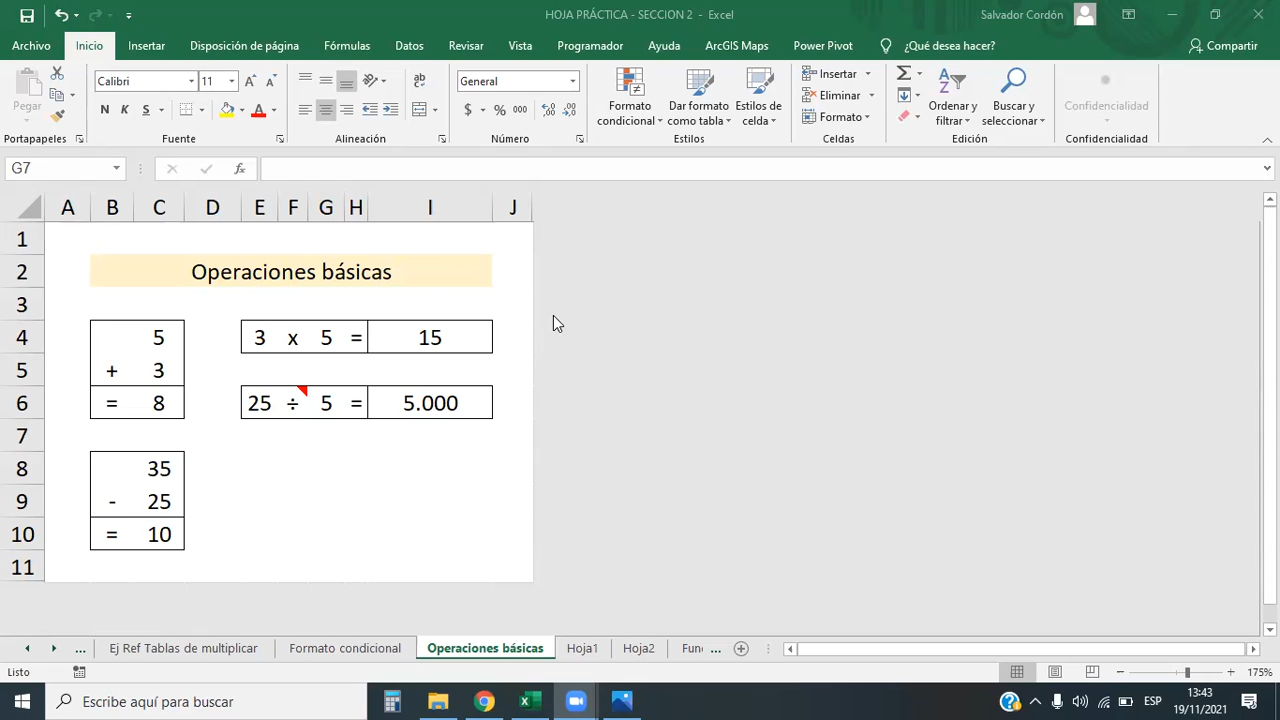 HOJA PRÁCTICA - SECCION 2 - Excel
Salvador Cordón
Archivo Inicio Insertar Disposición de página Fórmulas Datos Revisar Vista Programador Ayuda ArcGIS Maps Power Pivot ¿Qué desea hacer? Compartir
Pegar
Calibri 11
N K S
ab
General
$ % 000
Formato condicional
Dar formato como tabla
Estilos de celda
Insertar
Eliminar
Formato
Ordenar y filtrar
Buscar y seleccionar
Confidencialidad
Portapapeles Fuente Alineación Número Estilos Celdas Edición Confidencialidad
G7 fx
A B C D E F G H I J
1
2 Operaciones básicas
3
4 5 3 x 5 = 15
5 + 3
6 = 8 25 ÷ 5 = 5.000
7
8 35
9 - 25
10 = 10
11
... Ej Ref Tablas de multiplicar Formato condicional Operaciones básicas Hoja1 Hoja2 Fun ...
Listo 175%
Escribe aquí para buscar
ESP
13:43
19/11/2021